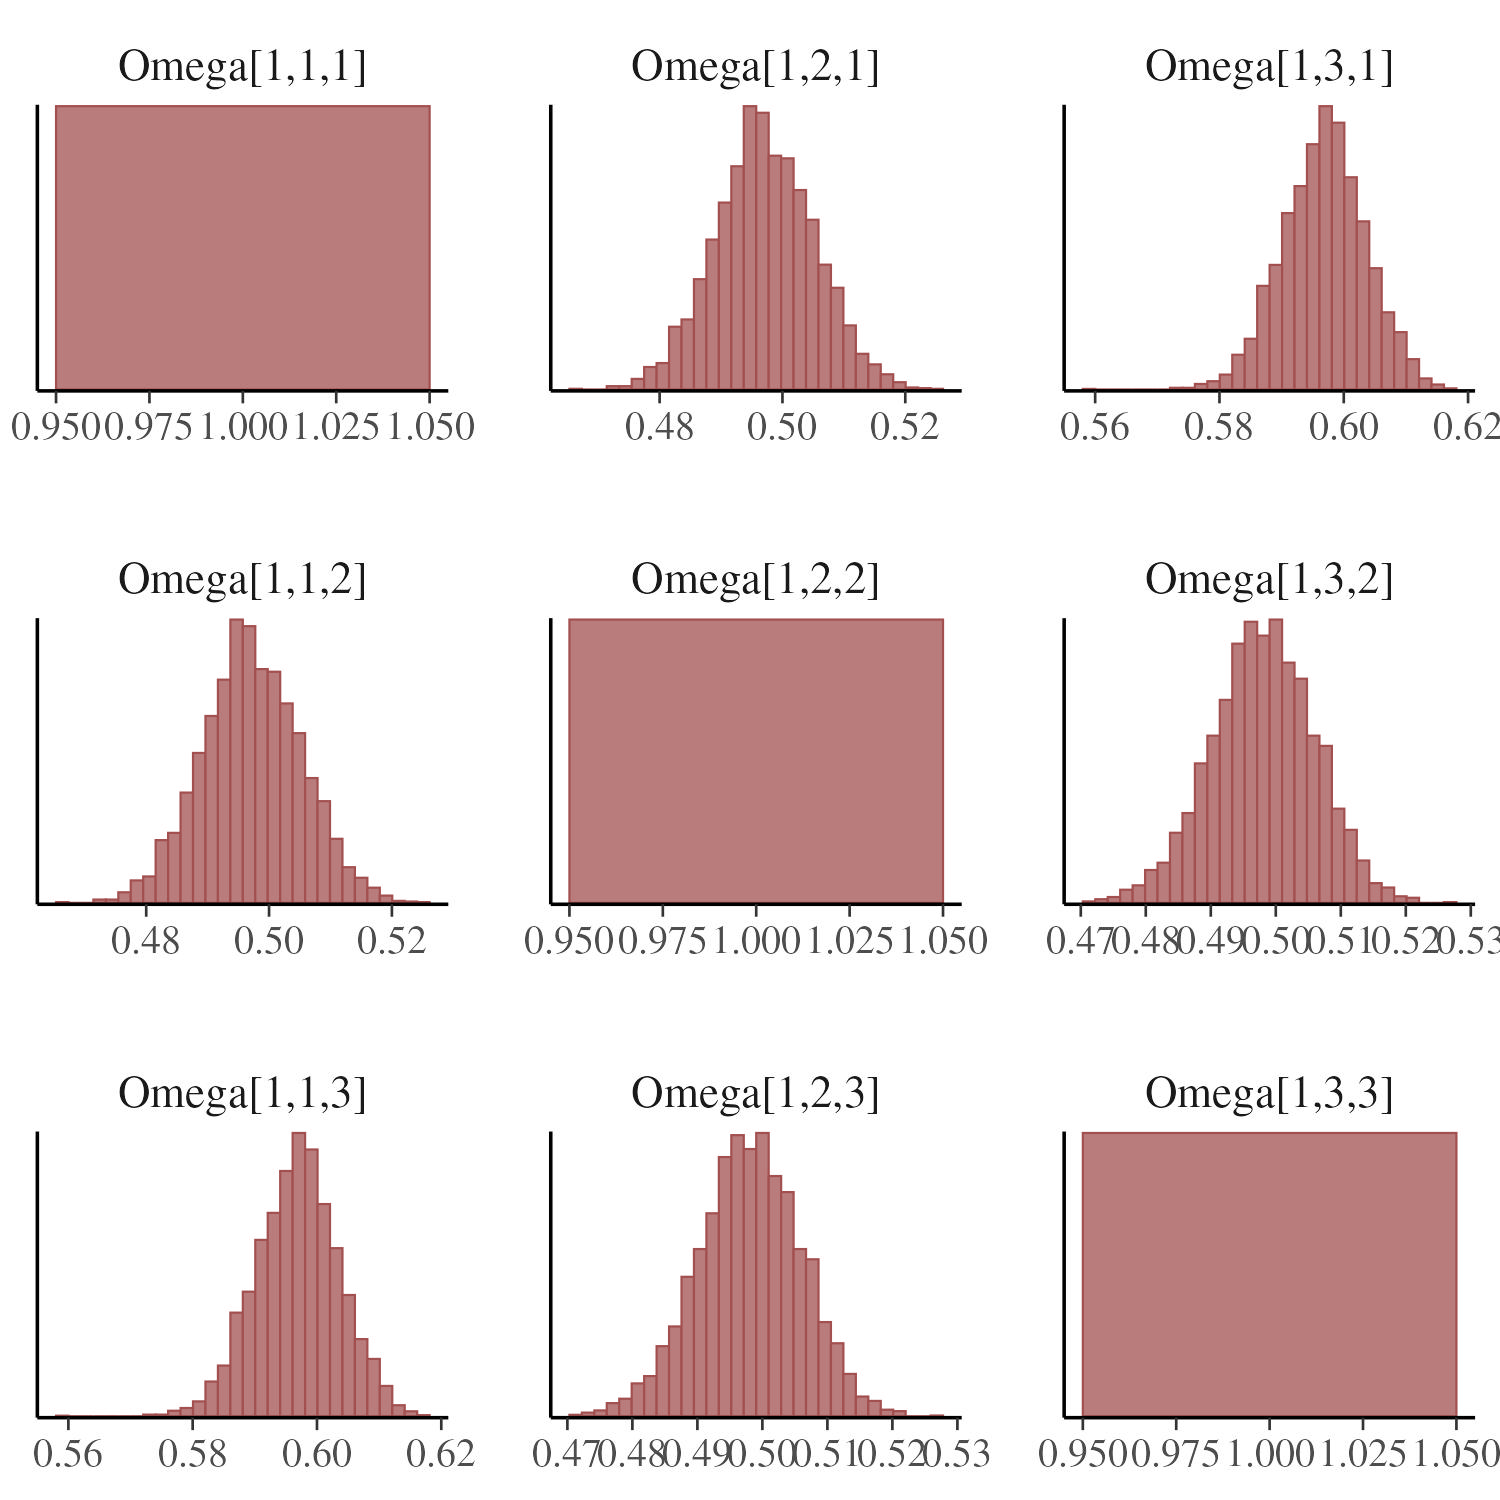 Omega[1,1,1] Omega[1,2,1] Omega[1,3,1]
0.950 0.975 1.000 1.025 1.050 0.48 0.50 0.52 0.56 0.58 0.60 0.62
Omega[1,1,2] Omega[1,2,2] Omega[1,3,2]
0.48 0.50 0.52 0.950 0.975 1.000 1.025 1.050 0.47 0.48 0.49 0.50 0.51 0.52 0.53
Omega[1,1,3] Omega[1,2,3] Omega[1,3,3]
0.56 0.58 0.60 0.62 0.47 0.48 0.49 0.50 0.51 0.52 0.53 0.950 0.975 1.000 1.025 1.050